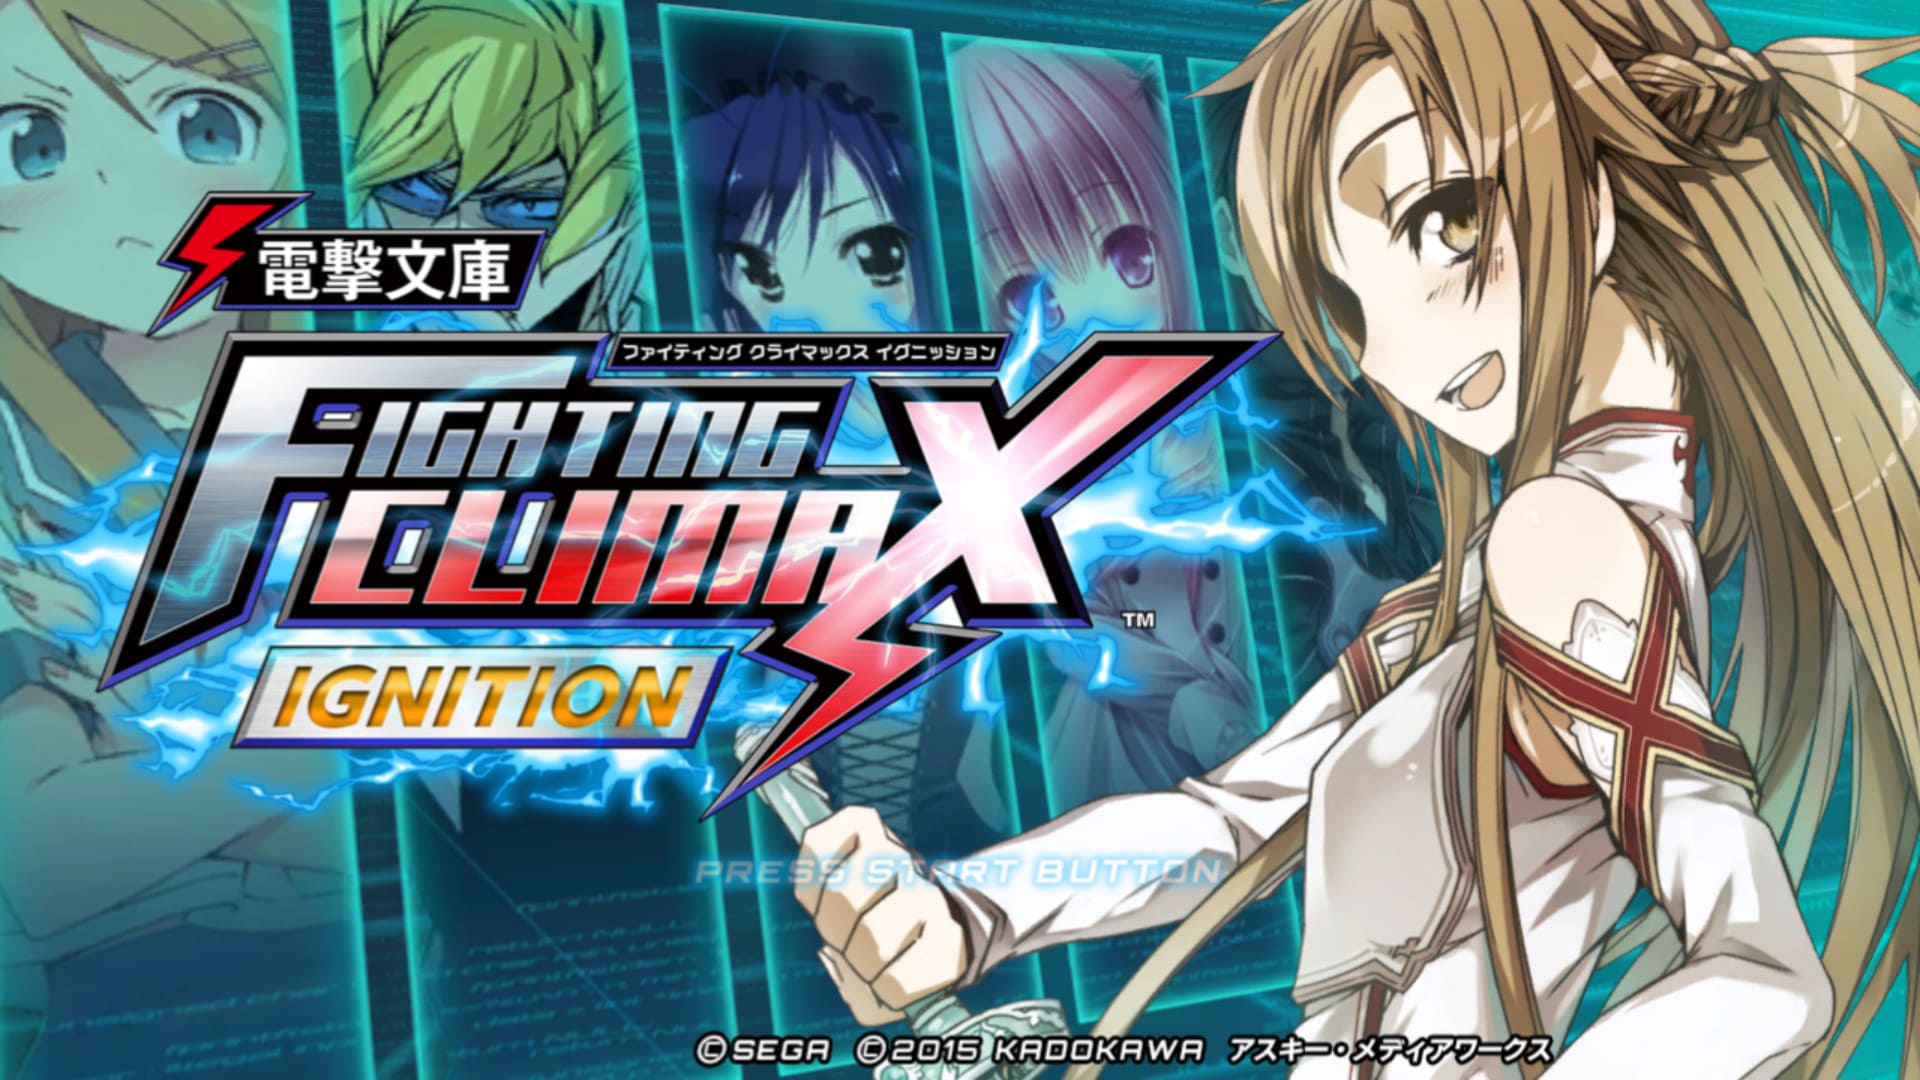 電撃文庫
ファイティング クライマックス イグニッション
FIGHTING
CLIMAX
TM
IGNITION
PRESS START BUTTON
©SEGA ©2015 KADOKAWA アスキー・メディアワークス